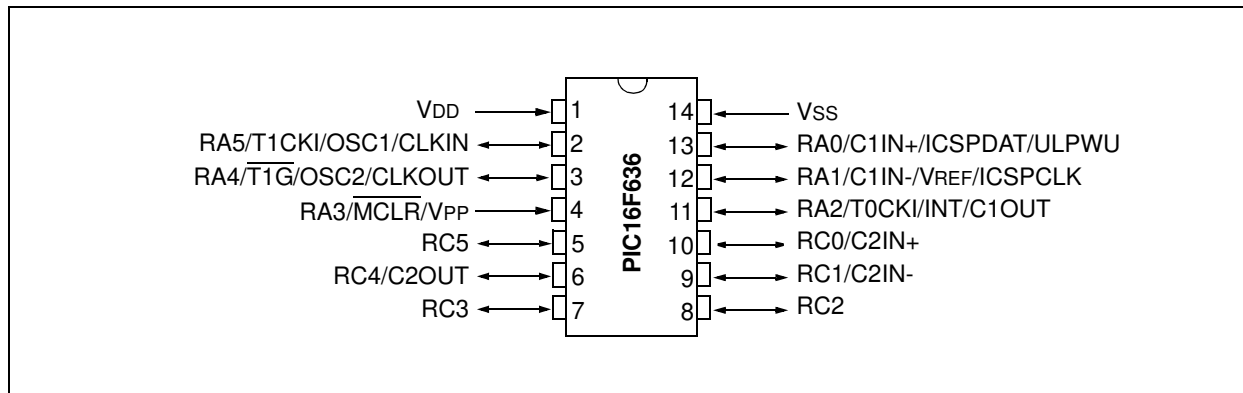 VDD
RA5/T1CKI/OSC1/CLKIN
RA4/T1G/OSC2/CLKOUT
RA3/MCLR/VPP
RC5
RC4/C2OUT
RC3
1
2
3
4
5
6
7
PIC16F636
14
13
12
11
10
9
8
VSS
RA0/C1IN+/ICSPDAT/ULPWU
RA1/C1IN-/VREF/ICSPCLK
RA2/T0CKI/INT/C1OUT
RC0/C2IN+
RC1/C2IN-
RC2